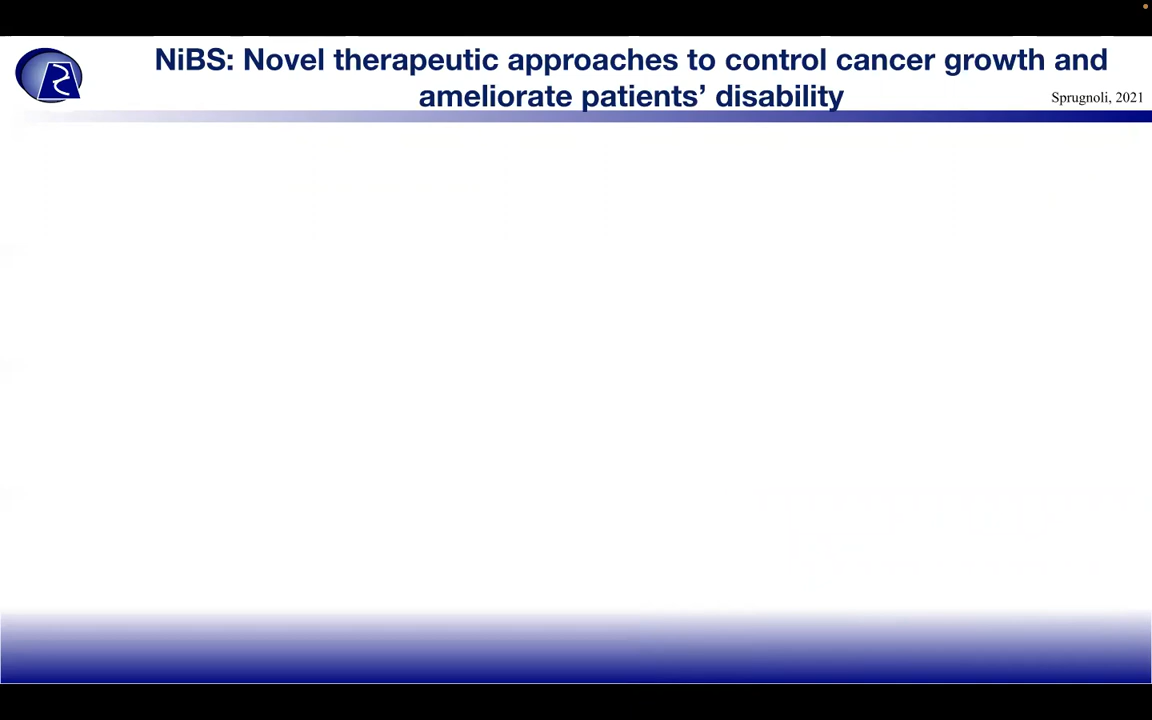 NiBS: Novel therapeutic approaches to control cancer growth and
ameliorate patients’ disability
Sprugnoli, 2021